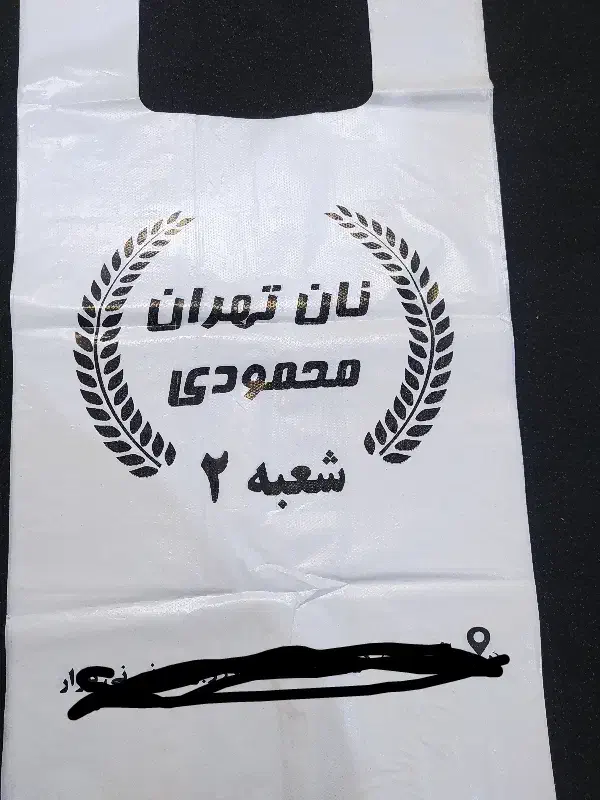 نان تهران
محمودی
شعبه ۲